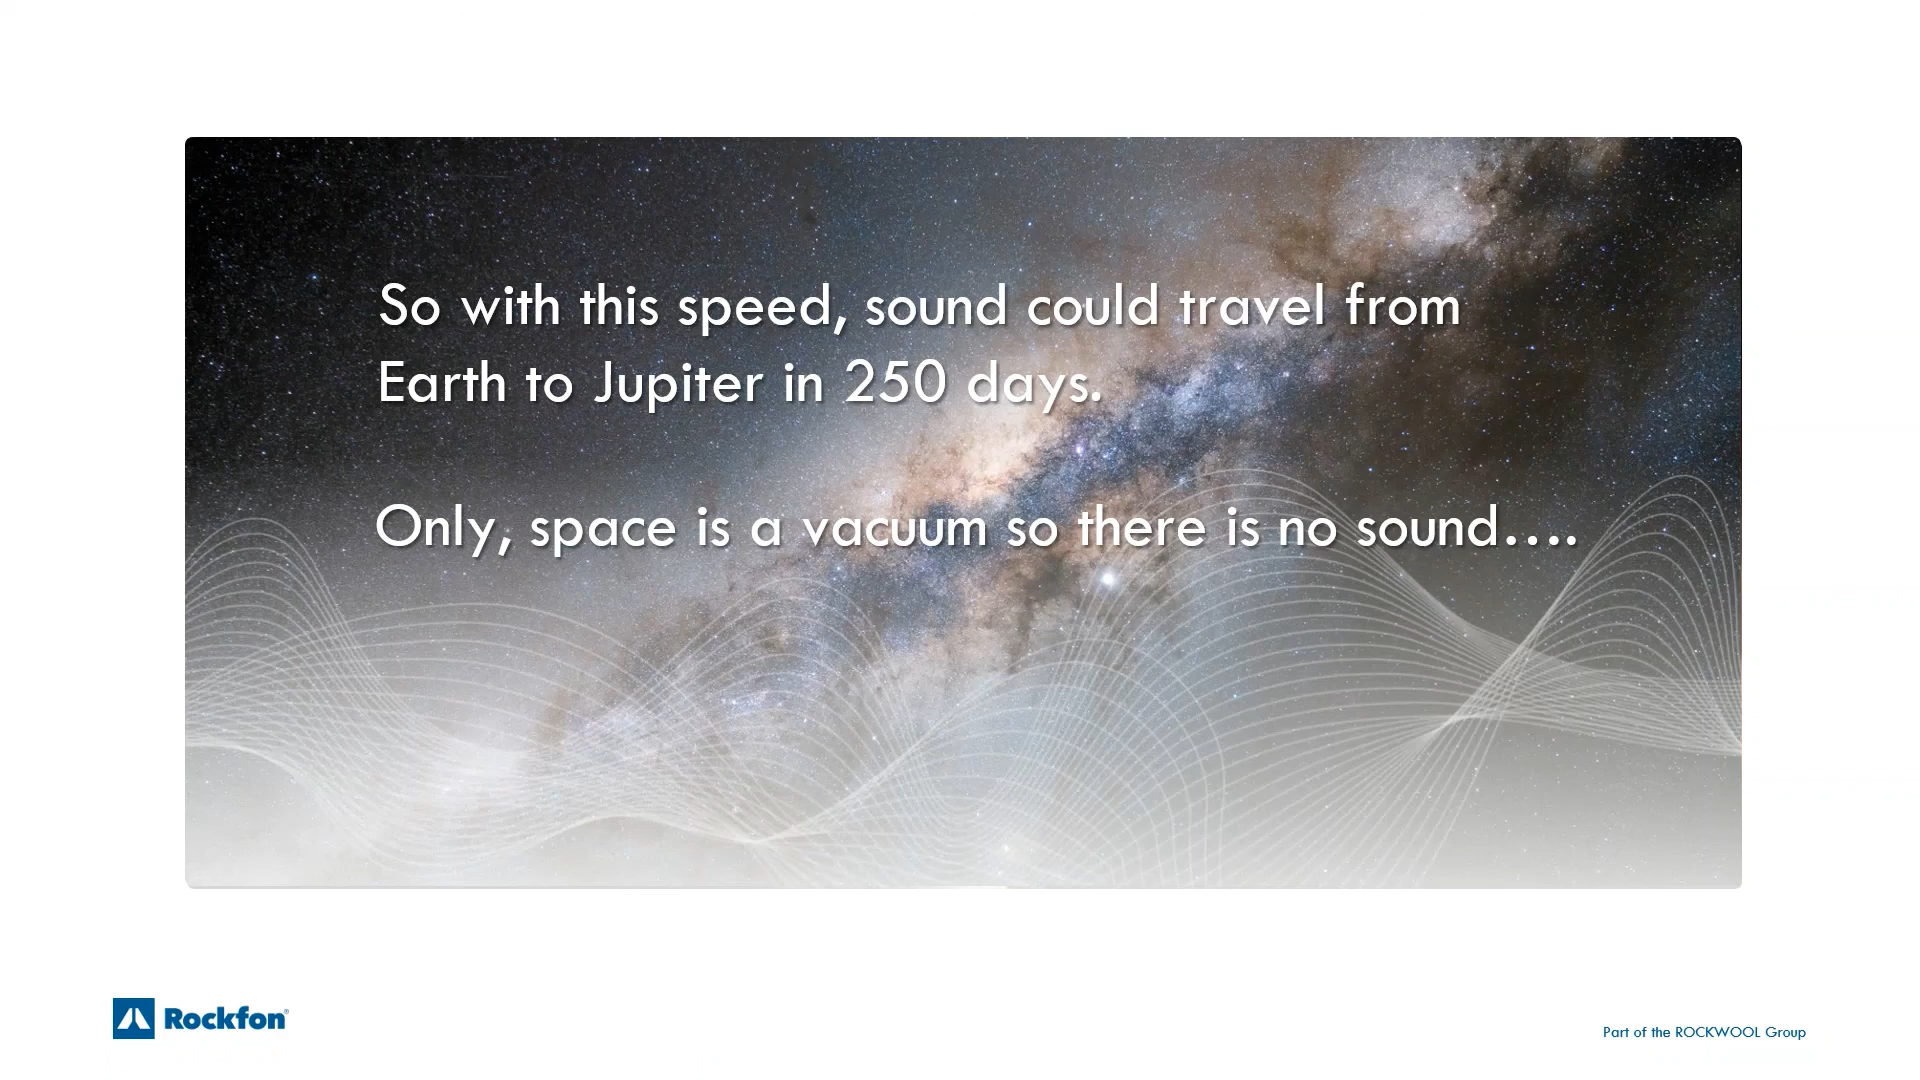 So with this speed, sound could travel from
Earth to Jupiter in 250 days.
Only, space is a vacuum so there is no sound....
Rockfon®
Part of the ROCKWOOL Group